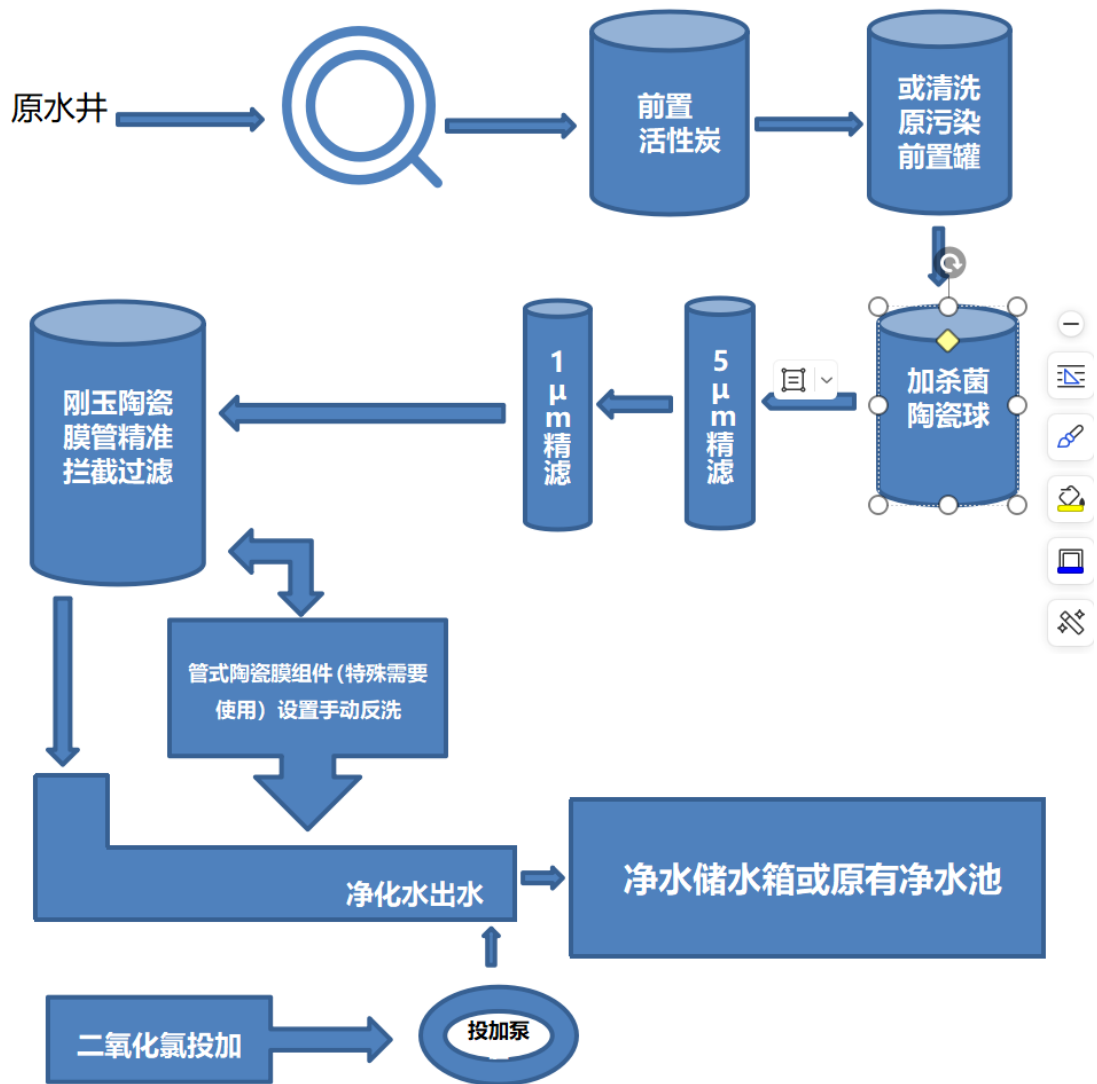 原水井
前置
活性炭
或清洗
原污染
前置罐
加杀菌
陶瓷球
5μm精滤
1μm精滤
刚玉陶瓷
膜管精准
拦截过滤
管式陶瓷膜组件(特殊需要
使用）设置手动反洗
净化水出水
净水储水箱或原有净水池
二氧化氯投加
投加泵